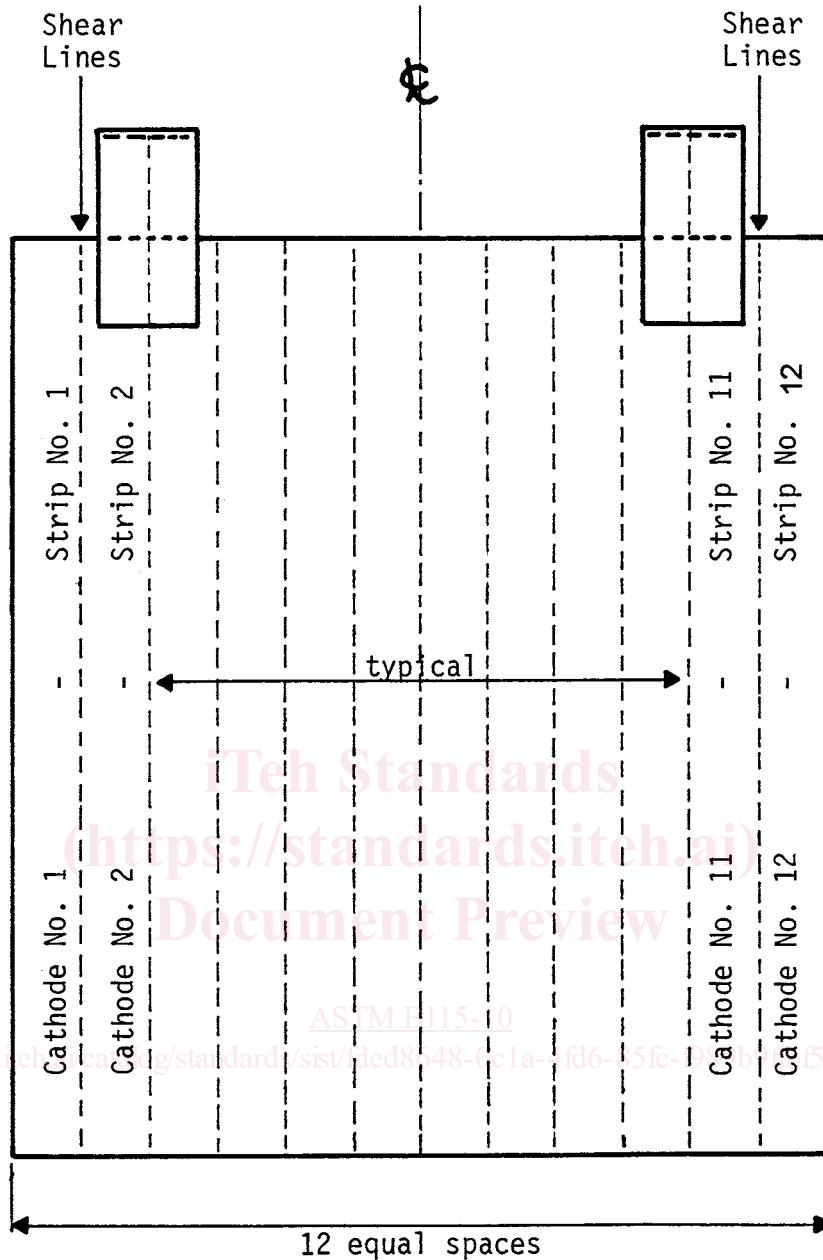 Shear
Lines
Shear
Lines
℄
Strip No. 1
Strip No. 2
Strip No. 11
Strip No. 12
-
-
typical
-
-
iTeh Standards
(https://standards.iteh.ai)
Document Preview
Cathode No. 1
Cathode No. 2
Cathode No. 11
Cathode No. 12
ASTM B115-10
12 equal spaces